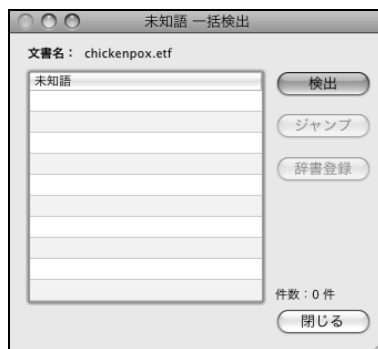 未知語 一括検出
文書名： chickenpox.etf
未知語
検出
ジャンプ
辞書登録
件数：0 件
閉じる